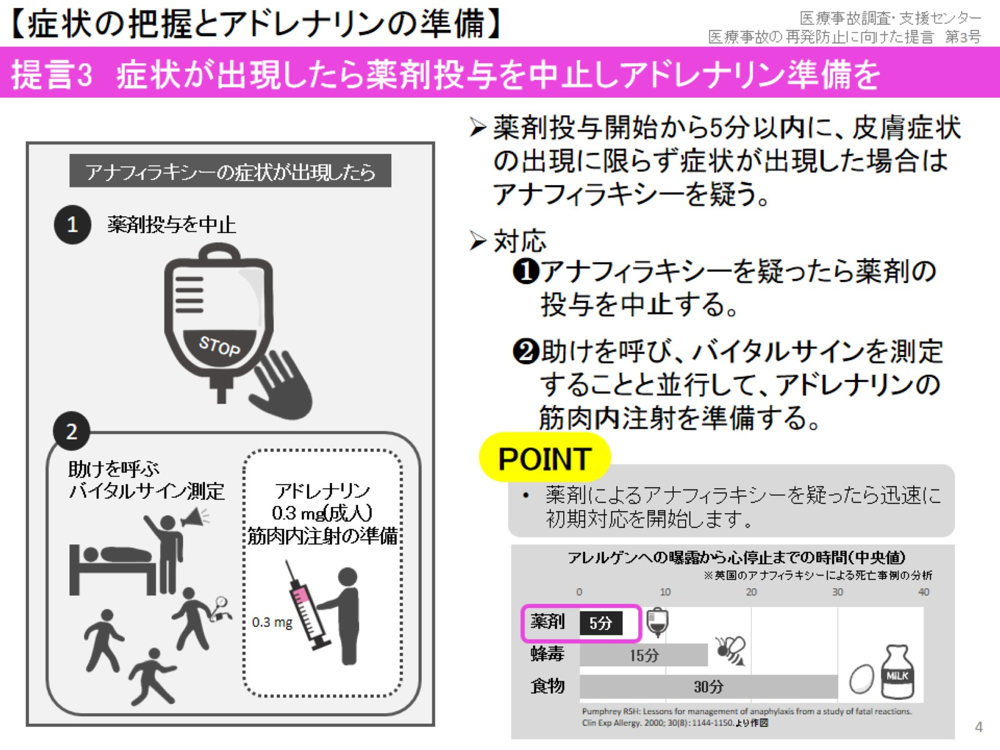 【症状の把握とアドレナリンの準備】
医療事故調査・支援センター
医療事故の再発防止に向けた提言 第3号
提言3 症状が出現したら薬剤投与を中止しアドレナリン準備を
アナフィラキシーの症状が出現したら
1 薬剤投与を中止
STOP
2
助けを呼ぶ
バイタルサイン測定
アドレナリン
0.3 mg(成人)
筋肉内注射の準備
0.3 mg
➢薬剤投与開始から5分以内に、皮膚症状
の出現に限らず症状が出現した場合は
アナフィラキシーを疑う。
➢対応
❶アナフィラキシーを疑ったら薬剤の
投与を中止する。
❷助けを呼び、バイタルサインを測定
することと並行して、アドレナリンの
筋肉内注射を準備する。
POINT
• 薬剤によるアナフィラキシーを疑ったら迅速に
初期対応を開始します。
アレルゲンへの曝露から心停止までの時間(中央値)
※英国のアナフィラキシーによる死亡事例の分析
0 10 20 30 40
薬剤 5分
蜂毒 15分
食物 30分
MILK
Pumphrey RSH: Lessons for management of anaphylaxis from a study of fatal reactions.
Clin Exp Allergy. 2000; 30(8):1144-1150.より作図
4